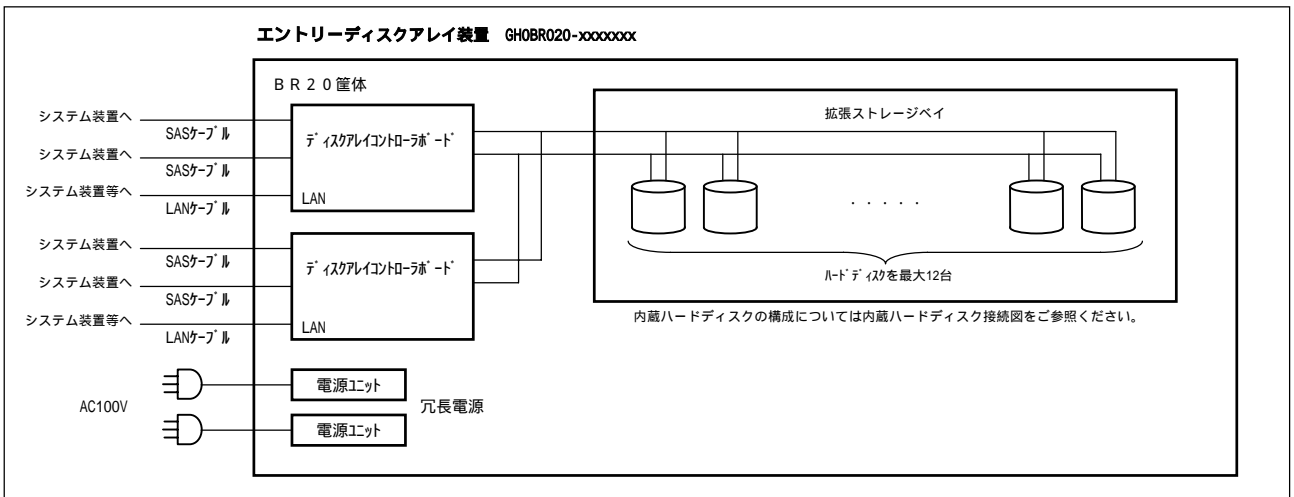 エントリーディスクアレイ装置 GH0BR020-xxxxxxx
ＢＲ２０筐体
システム装置へ
SASｹｰﾌﾞﾙ
システム装置へ
SASｹｰﾌﾞﾙ
システム装置等へ
LANｹｰﾌﾞﾙ
ﾃﾞｨｽｸｱﾚｲｺﾝﾄﾛｰﾗﾎﾞｰﾄﾞ
LAN
システム装置へ
SASｹｰﾌﾞﾙ
システム装置へ
SASｹｰﾌﾞﾙ
システム装置等へ
LANｹｰﾌﾞﾙ
ﾃﾞｨｽｸｱﾚｲｺﾝﾄﾛｰﾗﾎﾞｰﾄﾞ
LAN
拡張ストレージベイ
・・・・・
ﾊｰﾄﾞﾃﾞｨｽｸを最大12台
内蔵ハードディスクの構成については内蔵ハードディスク接続図をご参照ください。
AC100V
電源ﾕﾆｯﾄ
電源ﾕﾆｯﾄ
冗長電源